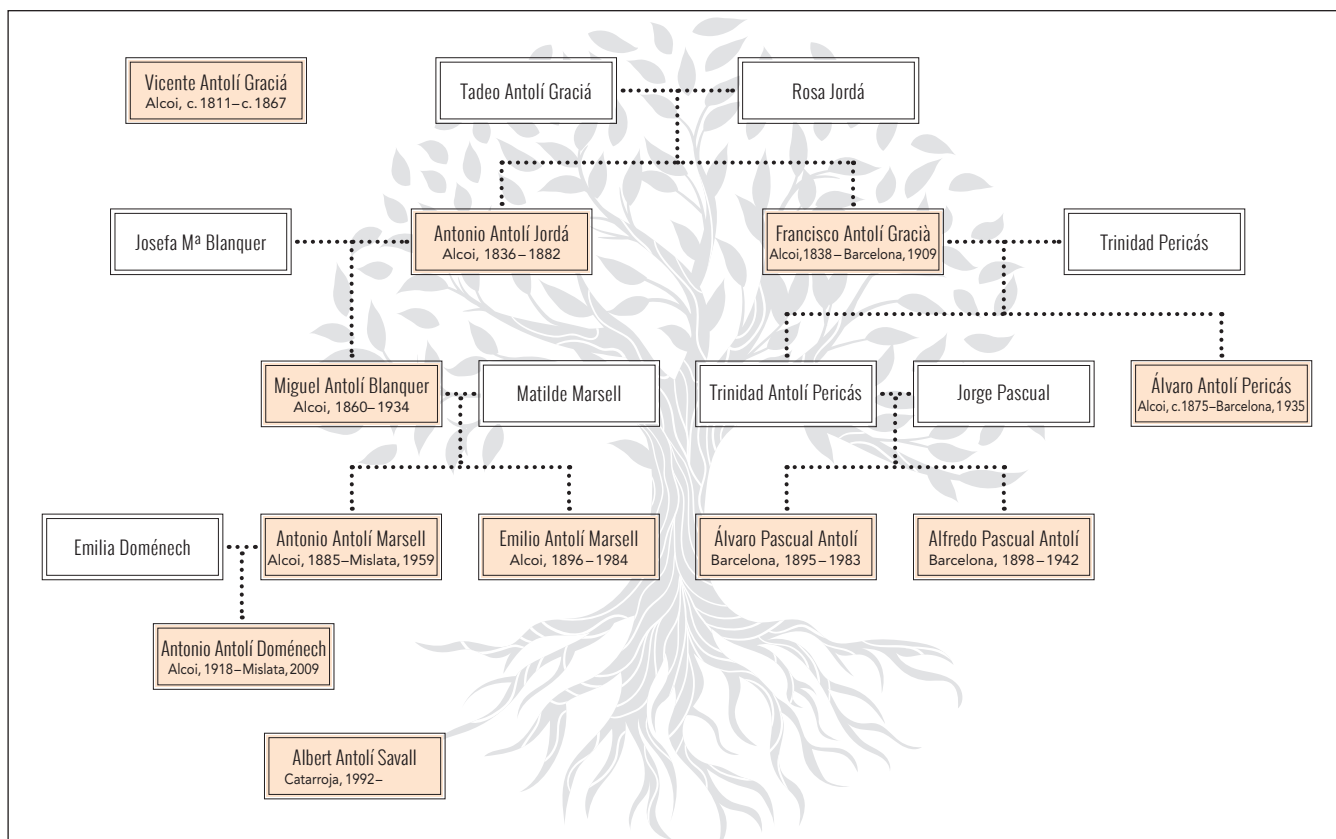 Vicente Antolí Graciá
Alcoi, c. 1811–c. 1867
Tadeo Antolí Graciá
Rosa Jordá
Josefa Mª Blanquer
Antonio Antolí Jordá
Alcoi, 1836–1882
Francisco Antolí Gracià
Alcoi,1838–Barcelona,1909
Trinidad Pericás
Miguel Antolí Blanquer
Alcoi, 1860–1934
Matilde Marsell
Trinidad Antolí Pericás
Jorge Pascual
Álvaro Antolí Pericás
Alcoi, c.1875–Barcelona, 1935
Emilia Doménech
Antonio Antolí Marsell
Alcoi, 1885–Mislata, 1959
Emilio Antolí Marsell
Alcoi, 1896–1984
Álvaro Pascual Antolí
Barcelona, 1895–1983
Alfredo Pascual Antolí
Barcelona, 1898–1942
Antonio Antolí Doménech
Alcoi, 1918–Mislata, 2009
Albert Antolí Savall
Catarroja, 1992–